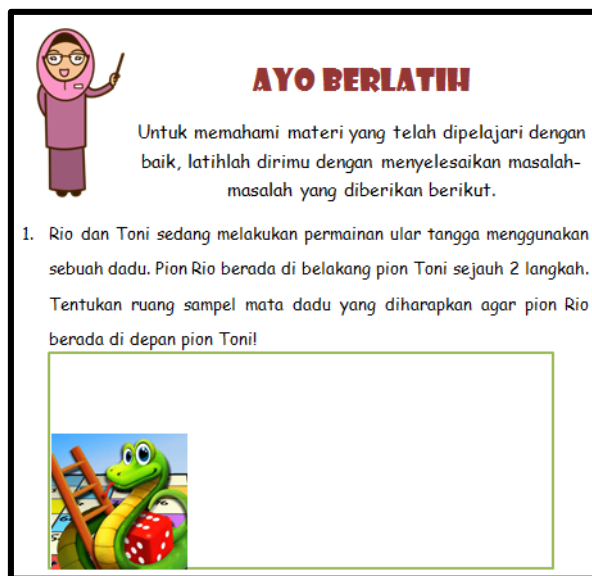 AYO BERLATIH
Untuk memahami materi yang telah dipelajari dengan
baik, latihlah dirimu dengan menyelesaikan masalah-
masalah yang diberikan berikut.
1. Rio dan Toni sedang melakukan permainan ular tangga menggunakan
sebuah dadu. Pion Rio berada di belakang pion Toni sejauh 2 langkah.
Tentukan ruang sampel mata dadu yang diharapkan agar pion Rio
berada di depan pion Toni!